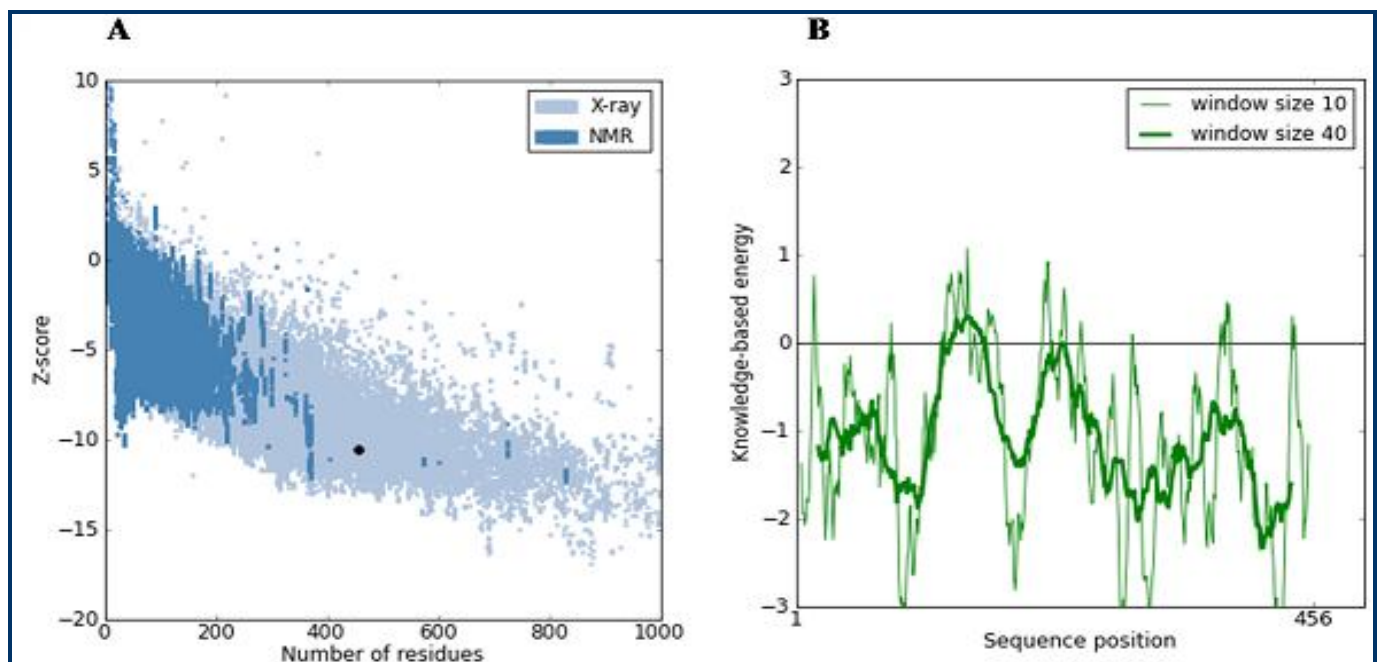 A
10
5
0
−5
−10
−15
−20
Z-score
X-ray
NMR
0 200 400 600 800 1000
Number of residues
B
3
2
1
0
−1
−2
−3
Knowledge-based energy
window size 10
window size 40
1 456
Sequence position